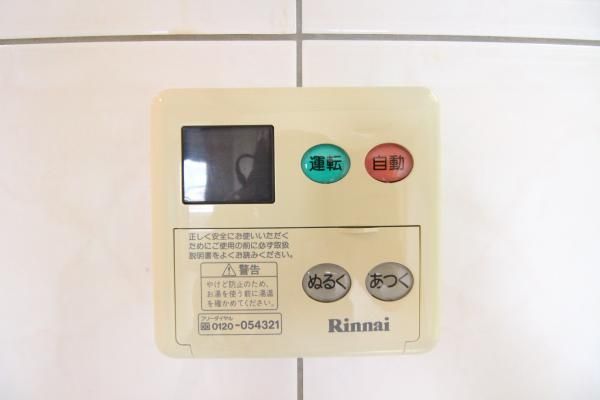 運転 自動
正しく安全にお使いいただく
ためにご使用の前に必ず取扱
説明書をよくお読みください。
警告
やけど防止のため、
お湯を使う前に湯温
を確かめてください。
フリーダイヤル
0120-054321
ぬるく あつく
Rinnai